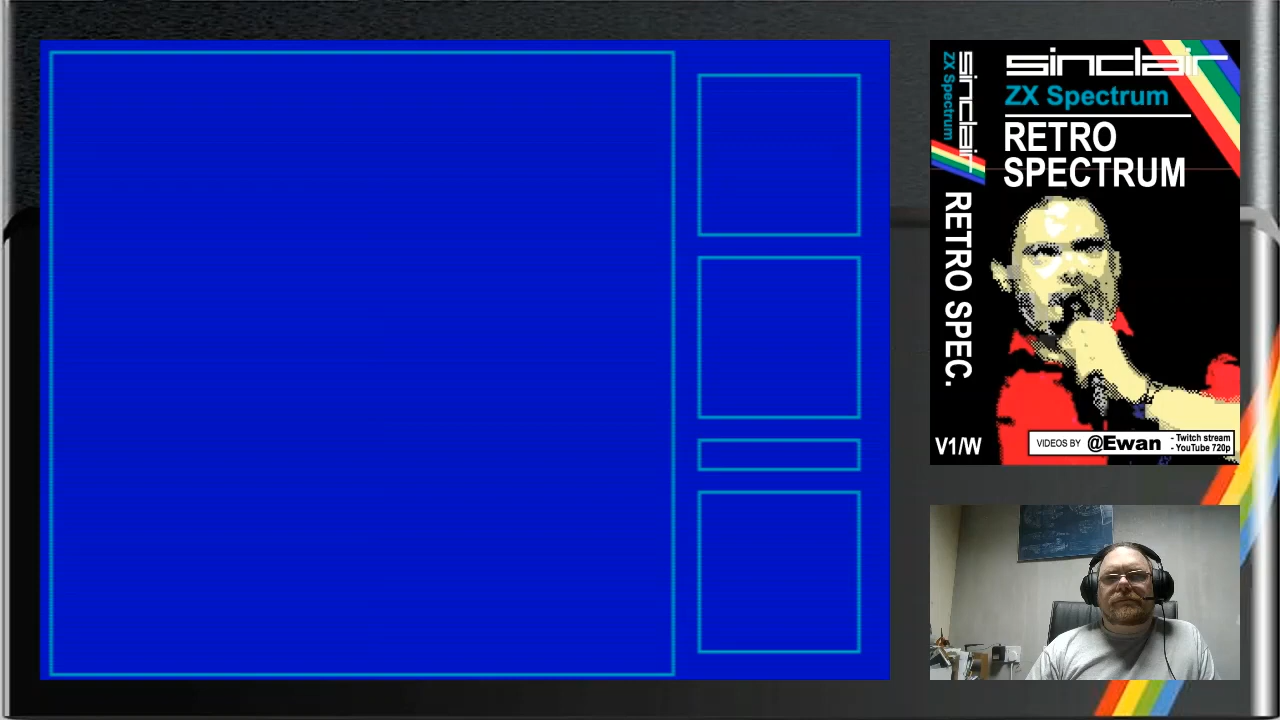 sinclair
ZX Spectrum
RETRO SPEC.
V1/W
sinclair
ZX Spectrum
RETRO
SPECTRUM
VIDEOS BY @Ewan - Twitch stream
- YouTube 720p